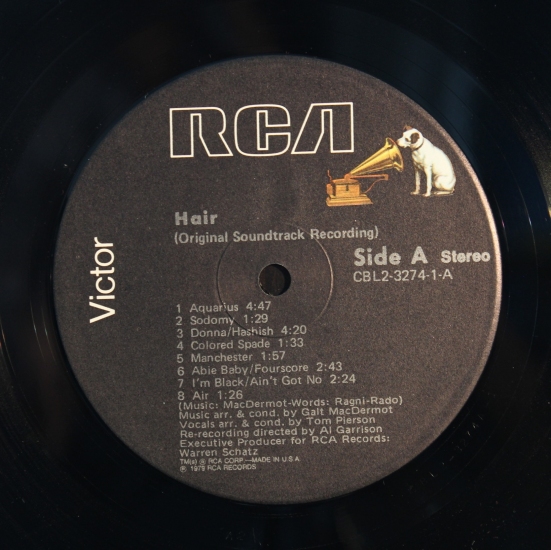 RCA
Hair
(Original Soundtrack Recording)
Side A Stereo
CBL2-3274-1-A
Victor
1 Aquarius 4:47
2 Sodomy 1:29
3 Donna/Hashish 4:20
4 Colored Spade 1:33
5 Manchester 1:57
6 Abie Baby/Fourscore 2:43
7 I'm Black/Ain't Got No 2:24
8 Air 1:26
(Music: MacDermot-Words: Ragni-Rado)
Music arr. & cond. by Galt MacDermot
Vocals arr. & cond. by Tom Pierson
Re-recording directed by Al Garrison
Executive Producer for RCA Records:
Warren Schatz
TM(s) ® RCA CORP.—MADE IN U.S.A.
℗ 1979 RCA RECORDS